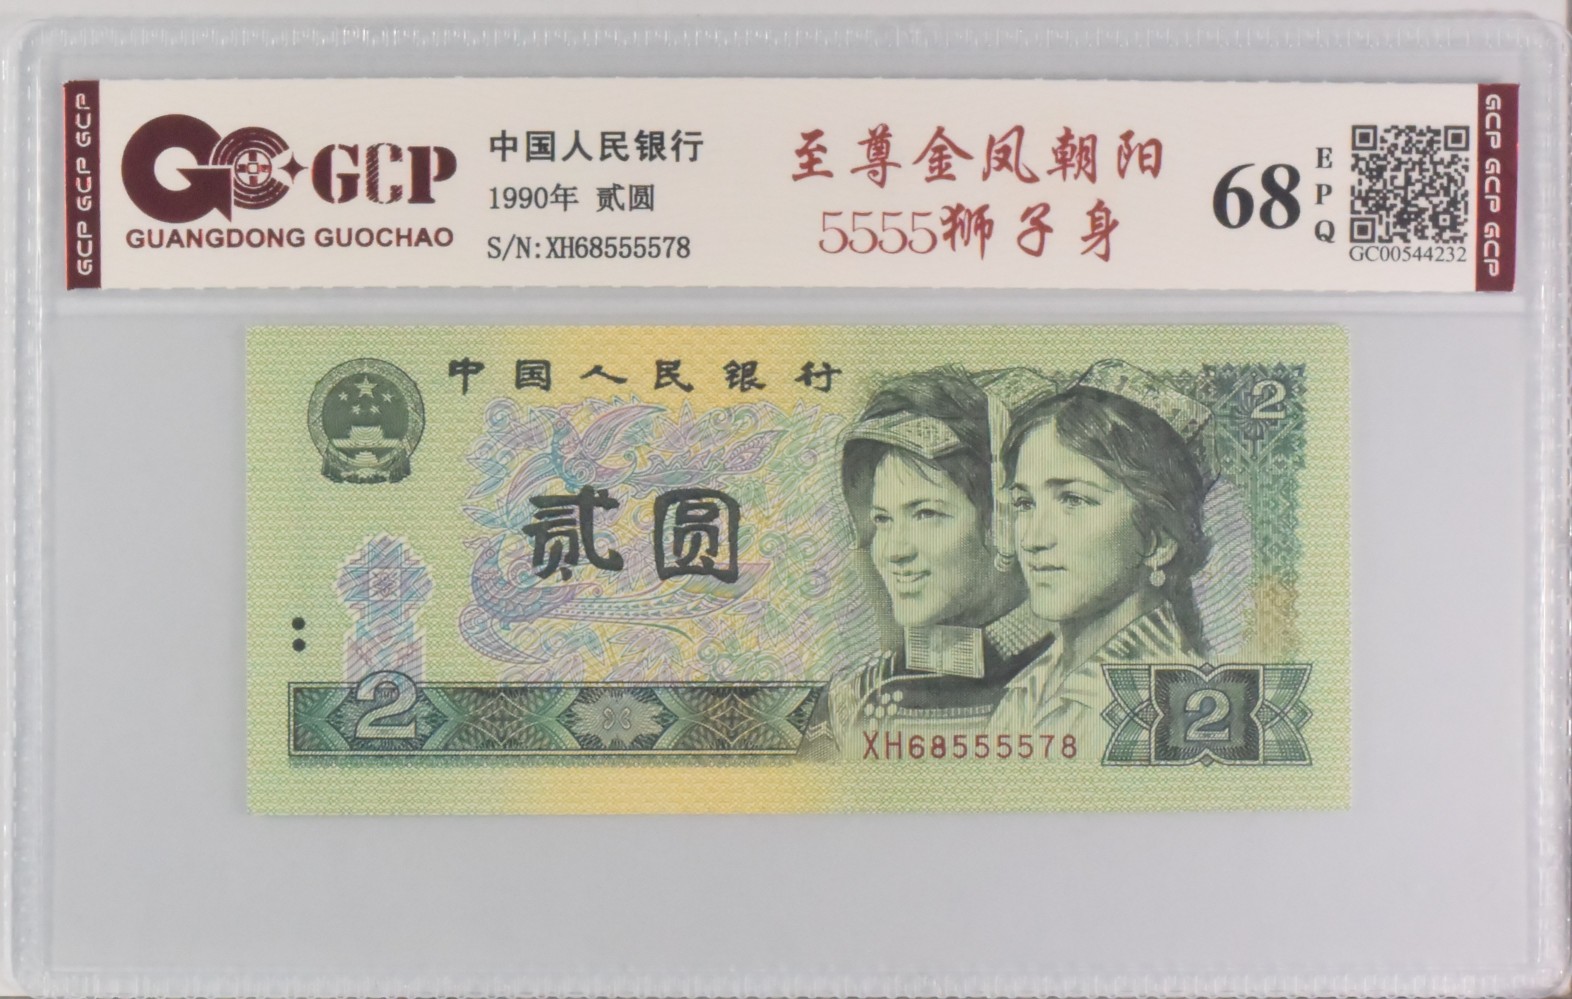 GCP GCP GCP
GCP
GUANGDONG GUOCHAO
中国人民银行
1990年 贰圆
S/N:XH68555578
至尊金凤朝阳
5555狮子身
68
EPQ
GC00544232
GCP GCP GCP
中国人民银行
2
贰圆
2
XH68555578
2